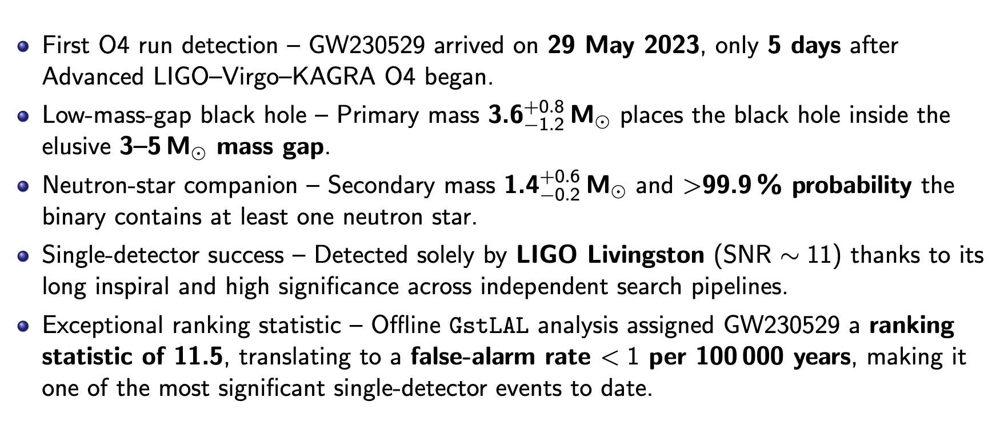 First O4 run detection – GW230529 arrived on 29 May 2023, only 5 days after
Advanced LIGO–Virgo–KAGRA O4 began.
Low-mass-gap black hole – Primary mass 3.6^{+0.8}_{−1.2} M_⊙ places the black hole inside the
elusive 3–5 M_⊙ mass gap.
Neutron-star companion – Secondary mass 1.4^{+0.6}_{−0.2} M_⊙ and >99.9 % probability the
binary contains at least one neutron star.
Single-detector success – Detected solely by LIGO Livingston (SNR ∼ 11) thanks to its
long inspiral and high significance across independent search pipelines.
Exceptional ranking statistic – Offline GstLAL analysis assigned GW230529 a ranking
statistic of 11.5, translating to a false-alarm rate < 1 per 100 000 years, making it
one of the most significant single-detector events to date.